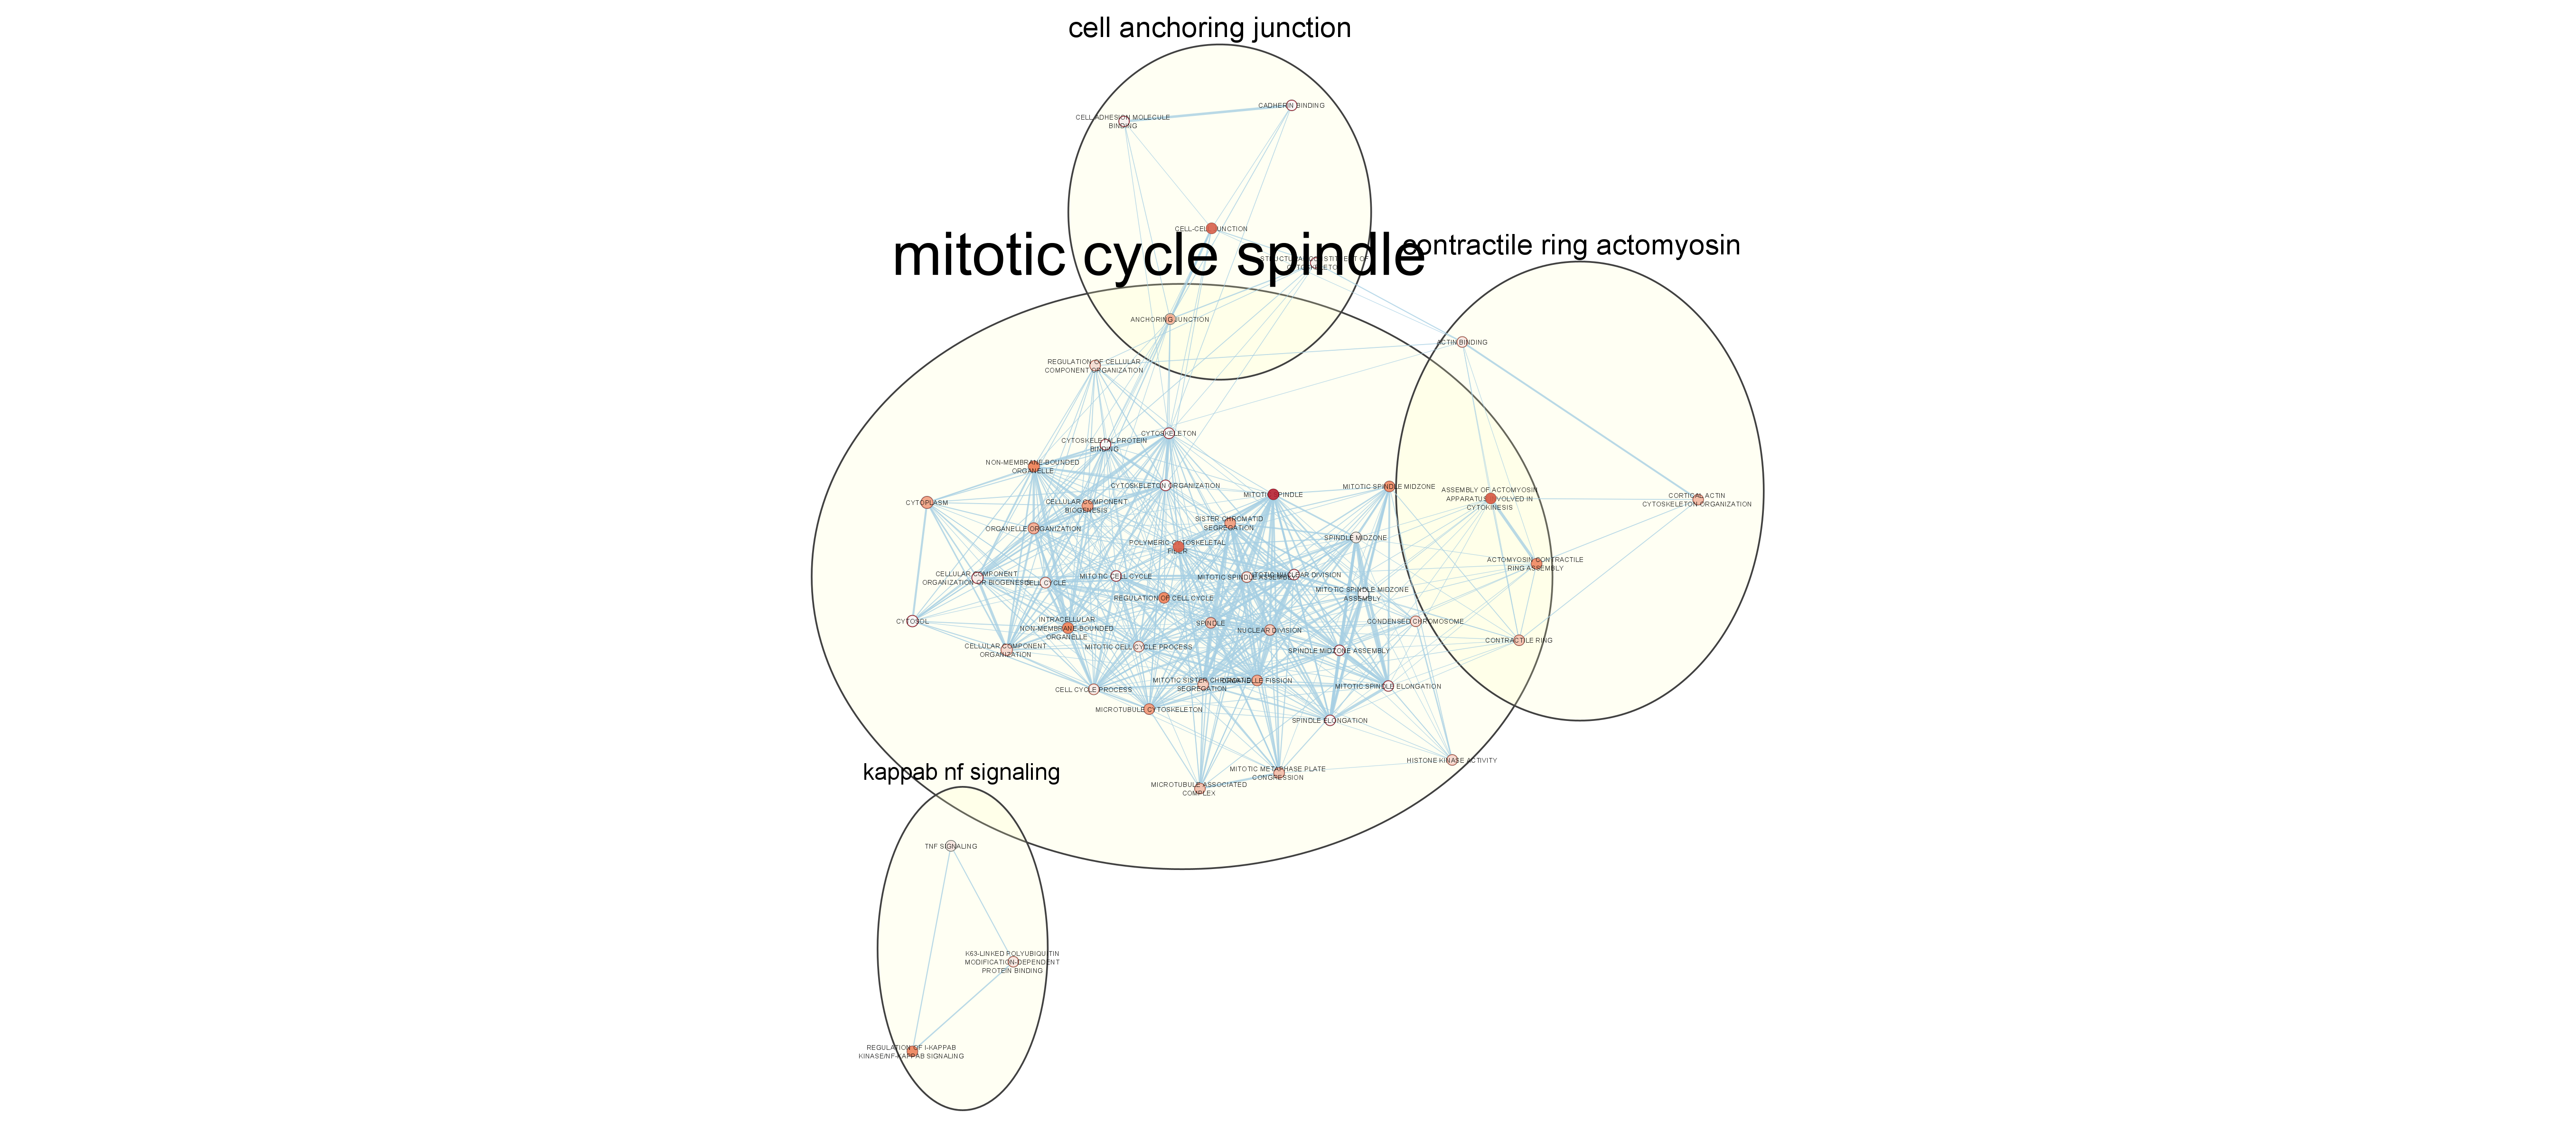 cell anchoring junction
CADHERIN BINDING
CELL ADHESION MOLECULE
BINDING
CELL-CELL JUNCTION
mitotic cycle spindle
contractile ring actomyosin
STRUCTURAL CONSTITUENT OF
CYTOSKELETON
ANCHORING JUNCTION
ACTIN BINDING
REGULATION OF CELLULAR
COMPONENT ORGANIZATION
CYTOSKELETON
CYTOSKELETAL PROTEIN
BINDING
NON-MEMBRANE-BOUNDED
ORGANELLE
CYTOSKELETON ORGANIZATION
MITOTIC SPINDLE
MITOTIC SPINDLE MIDZONE
ASSEMBLY OF ACTOMYOSIN
APPARATUS INVOLVED IN
CYTOKINESIS
CORTICAL ACTIN
CYTOSKELETON ORGANIZATION
CYTOPLASM
CELLULAR COMPONENT
BIOGENESIS
ORGANELLE ORGANIZATION
SISTER CHROMATID
SEGREGATION
SPINDLE MIDZONE
POLYMERIC CYTOSKELETAL
FIBER
ACTOMYOSIN CONTRACTILE
RING ASSEMBLY
CELLULAR COMPONENT
ORGANIZATION OR BIOGENESIS
CELL CYCLE
MITOTIC CELL CYCLE
MITOTIC SPINDLE ASSEMBLY
MITOTIC NUCLEAR DIVISION
MITOTIC SPINDLE MIDZONE
ASSEMBLY
REGULATION OF CELL CYCLE
CYTOSOL
INTRACELLULAR
NON-MEMBRANE-BOUNDED
ORGANELLE
SPINDLE
NUCLEAR DIVISION
CONDENSED CHROMOSOME
CONTRACTILE RING
CELLULAR COMPONENT
ORGANIZATION
MITOTIC CELL CYCLE PROCESS
SPINDLE MIDZONE ASSEMBLY
MITOTIC SISTER CHROMATID
SEGREGATION
ORGANELLE FISSION
CELL CYCLE PROCESS
MITOTIC SPINDLE ELONGATION
MICROTUBULE CYTOSKELETON
SPINDLE ELONGATION
HISTONE KINASE ACTIVITY
MITOTIC METAPHASE PLATE
CONGRESSION
MICROTUBULE ASSOCIATED
COMPLEX
kappab nf signaling
TNF SIGNALING
K63-LINKED POLYUBIQUITIN
MODIFICATION-DEPENDENT
PROTEIN BINDING
REGULATION OF I-KAPPAB
KINASE/NF-KAPPAB SIGNALING